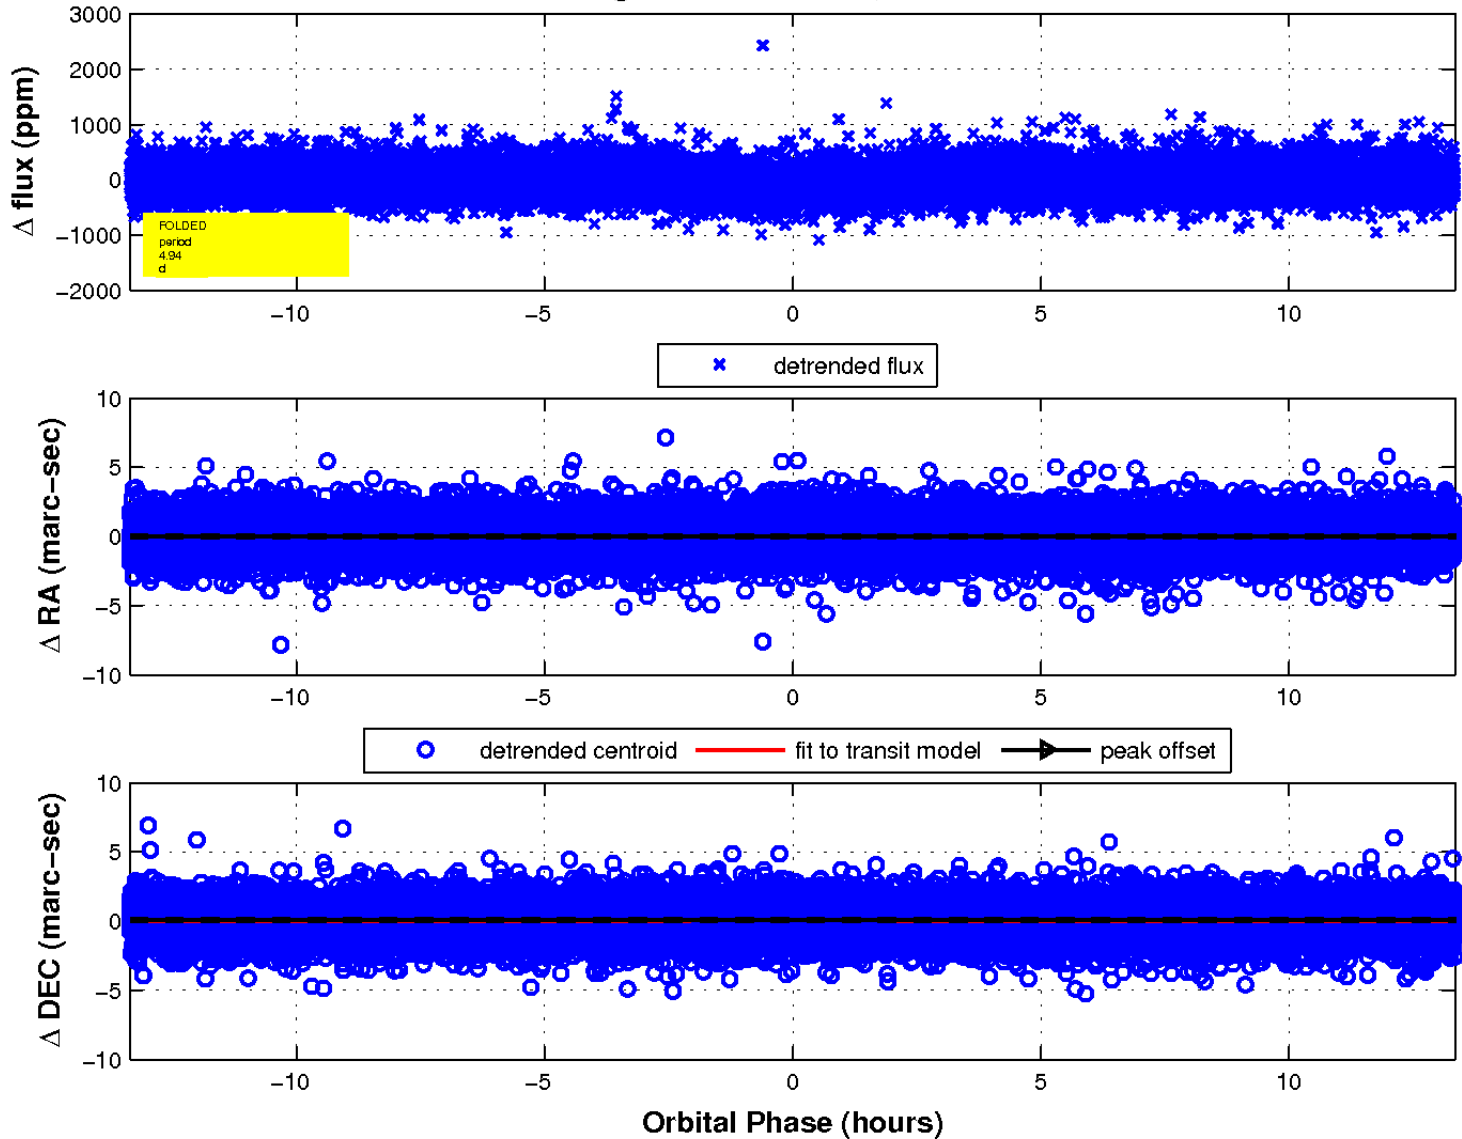 3000
2000
1000
0
−1000
−2000
Δ flux (ppm)
FOLDED
period
4.94
d
−10 −5 0 5 10
detrended flux
10
5
0
−5
−10
Δ RA (marc−sec)
−10 −5 0 5 10
detrended centroid fit to transit model peak offset
10
5
0
−5
−10
Δ DEC (marc−sec)
−10 −5 0 5 10
Orbital Phase (hours)